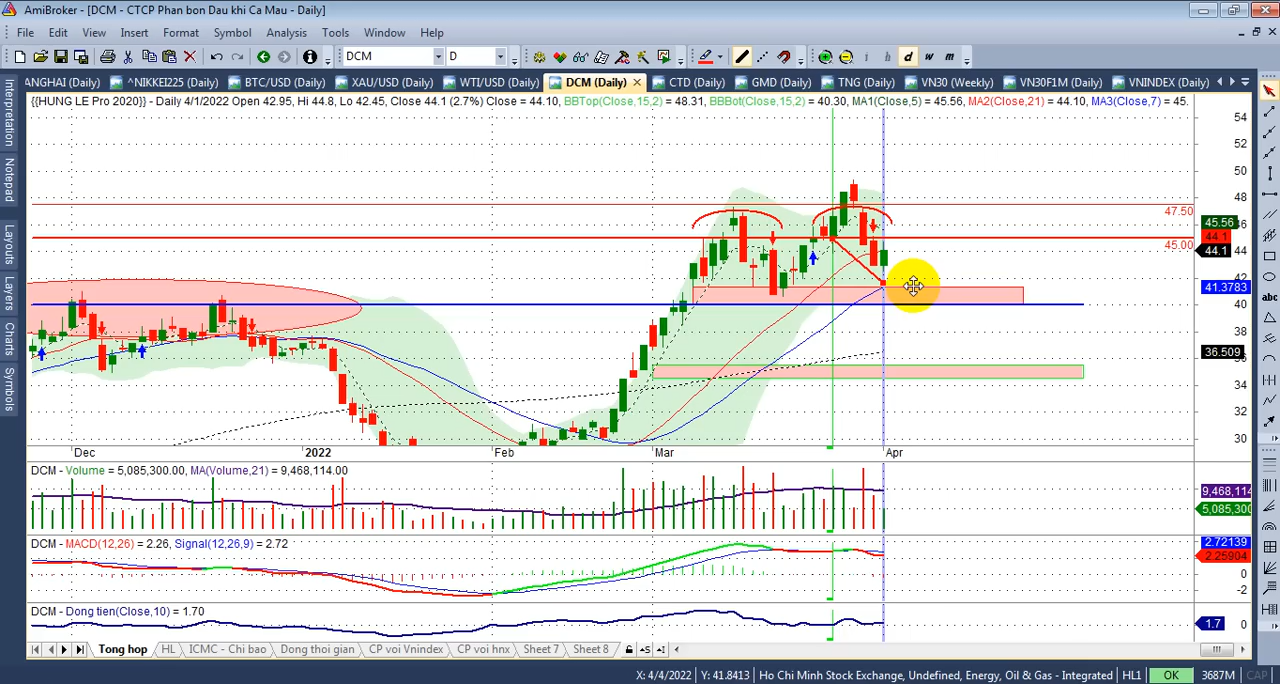 AmiBroker - [DCM - CTCP Phan bon Dau khi Ca Mau - Daily]
File Edit View Insert Format Symbol Analysis Tools Window Help
DCM D i h d w m
ANGHAI (Daily) ^NIKKEI225 (Daily) BTC/USD (Daily) XAU/USD (Daily) WTI/USD (Daily) DCM (Daily) CTD (Daily) GMD (Daily) TNG (Daily) VN30 (Weekly) VN30F1M (Daily) VNINDEX (Daily)
{{HUNG LE Pro 2020}} - Daily 4/1/2022 Open 42.95, Hi 44.8, Lo 42.45, Close 44.1 (2.7%) Close = 44.10, BBTop(Close,15,2) = 48.31, BBBot(Close,15,2) = 40.30, MA1(Close,5) = 45.56, MA2(Close,21) = 44.10, MA3(Close,7) = 45.
Interpretation
Notepad
Layouts
Layers
Charts
Symbols
abc
54
52
50
48
47.50
45.56
46
44.1
45.00
44
44.1
42
41.3783
40
38
36.509
34
32
30
Dec 2022 Feb Mar Apr
DCM - Volume = 5,085,300.00, MA(Volume,21) = 9,468,114.00
9,468,114
5,085,300
DCM - MACD(12,26) = 2.26, Signal(12,26,9) = 2.72
2.72139
2.25904
0
-2
DCM - Dong tien(Close,10) = 1.70
1.7 0
Tong hop HL ICMC - Chi bao Dong thoi gian CP voi Vnindex CP voi hnx Sheet 7 Sheet 8
X: 4/4/2022 Y: 41.8413 Ho Chi Minh Stock Exchange, Undefined, Energy, Oil & Gas - Integrated HL1 OK 3687M CAP